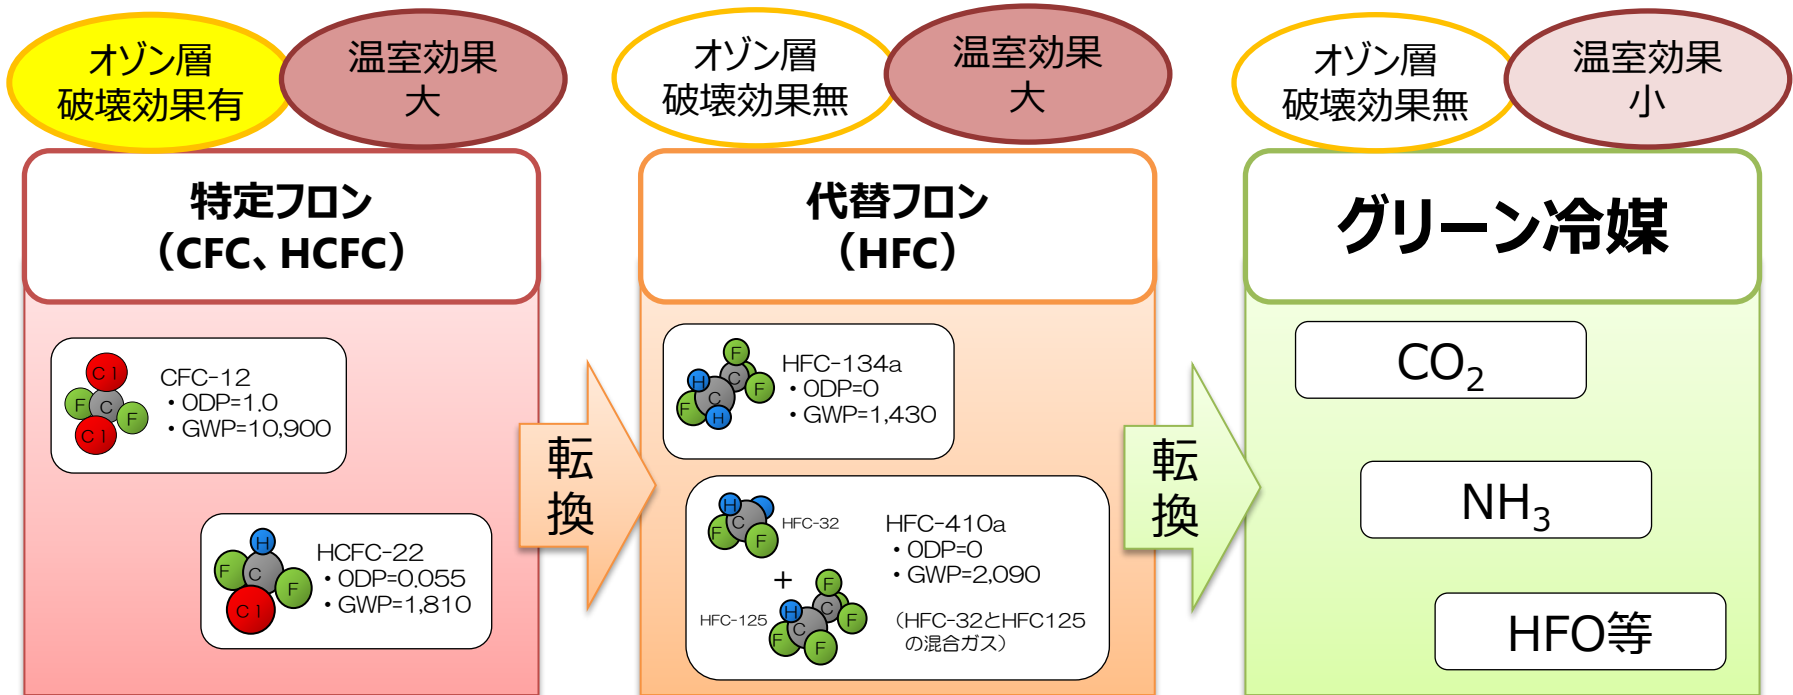 オゾン層
破壊効果有
温室効果
大
特定フロン
（CFC、HCFC）
Cl
F
C
F
Cl
CFC-12
・ODP=1.0
・GWP=10,900
H
F
C
F
Cl
HCFC-22
・ODP=0.055
・GWP=1,810
転
換
オゾン層
破壊効果無
温室効果
大
代替フロン
（HFC）
F
H
C
F
C
F
H
HFC-134a
・ODP=0
・GWP=1,430
H
C
F
F
HFC-32
+
HFC-125
F
H
C
F
C
F
F
HFC-410a
・ODP=0
・GWP=2,090
（HFC-32とHFC125
の混合ガス）
転
換
オゾン層
破壊効果無
温室効果
小
グリーン冷媒
CO₂
NH₃
HFO等